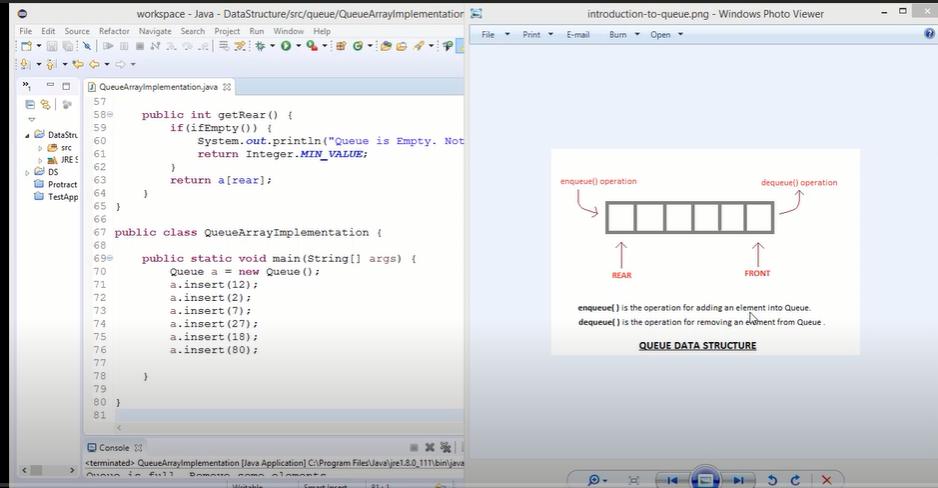 workspace - Java - DataStructure/src/queue/QueueArrayImplementation
File Edit Source Refactor Navigate Search Project Run Window Help
QueueArrayImplementation.java
DataStru
src
JRE S
DS
Protract
TestApp
57
58 public int getRear() {
59 if(ifEmpty()) {
60 System.out.println("Queue is Empty. Not
61 return Integer.MIN_VALUE;
62 }
63 return a[rear];
64 }
65 }
66
67 public class QueueArrayImplementation {
68
69 public static void main(String[] args) {
70 Queue a = new Queue();
71 a.insert(12);
72 a.insert(2);
73 a.insert(7);
74 a.insert(27);
75 a.insert(18);
76 a.insert(80);
77
78 }
79
80 }
81
Console
<terminated> QueueArrayImplementation [Java Application] C:\Program Files\Java\jre1.8.0_111\bin\java
Queue is full. Remove some elements.
Writable Smart Insert 81 : 1
introduction-to-queue.png - Windows Photo Viewer
File Print E-mail Burn Open
enqueue() operation
dequeue() operation
REAR
FRONT
enqueue( ) is the operation for adding an element into Queue.
dequeue( ) is the operation for removing an element from Queue .
QUEUE DATA STRUCTURE